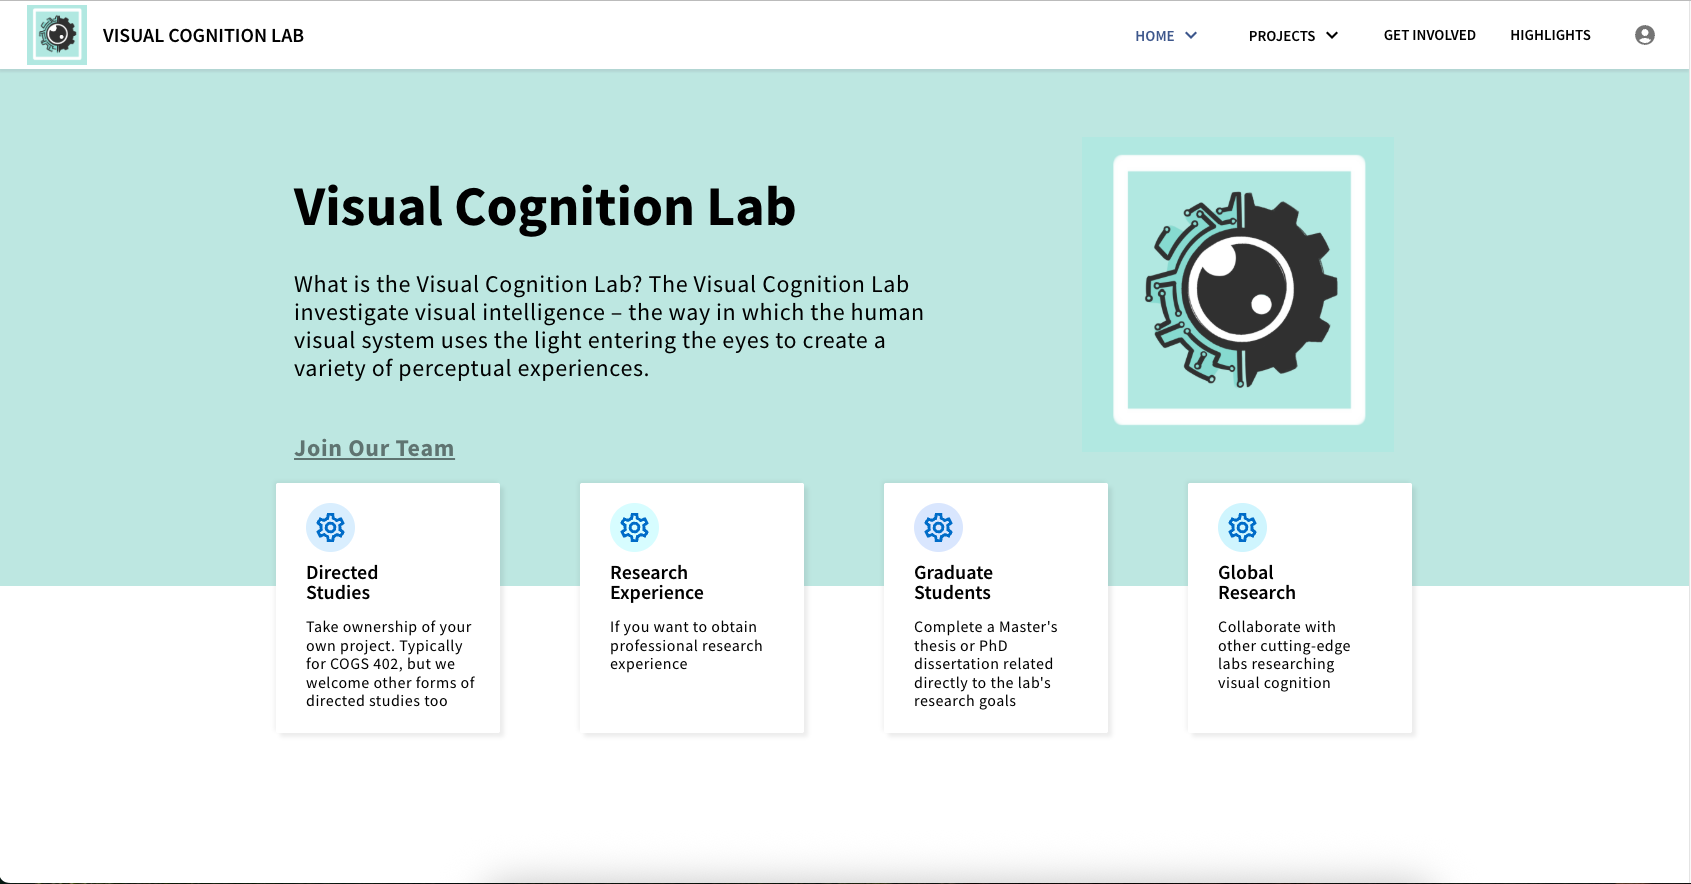 VISUAL COGNITION LAB
HOME
PROJECTS
GET INVOLVED
HIGHLIGHTS
Visual Cognition Lab
What is the Visual Cognition Lab? The Visual Cognition Lab
investigate visual intelligence – the way in which the human
visual system uses the light entering the eyes to create a
variety of perceptual experiences.
Join Our Team
Directed
Studies
Take ownership of your
own project. Typically
for COGS 402, but we
welcome other forms of
directed studies too
Research
Experience
If you want to obtain
professional research
experience
Graduate
Students
Complete a Master's
thesis or PhD
dissertation related
directly to the lab's
research goals
Global
Research
Collaborate with
other cutting-edge
labs researching
visual cognition